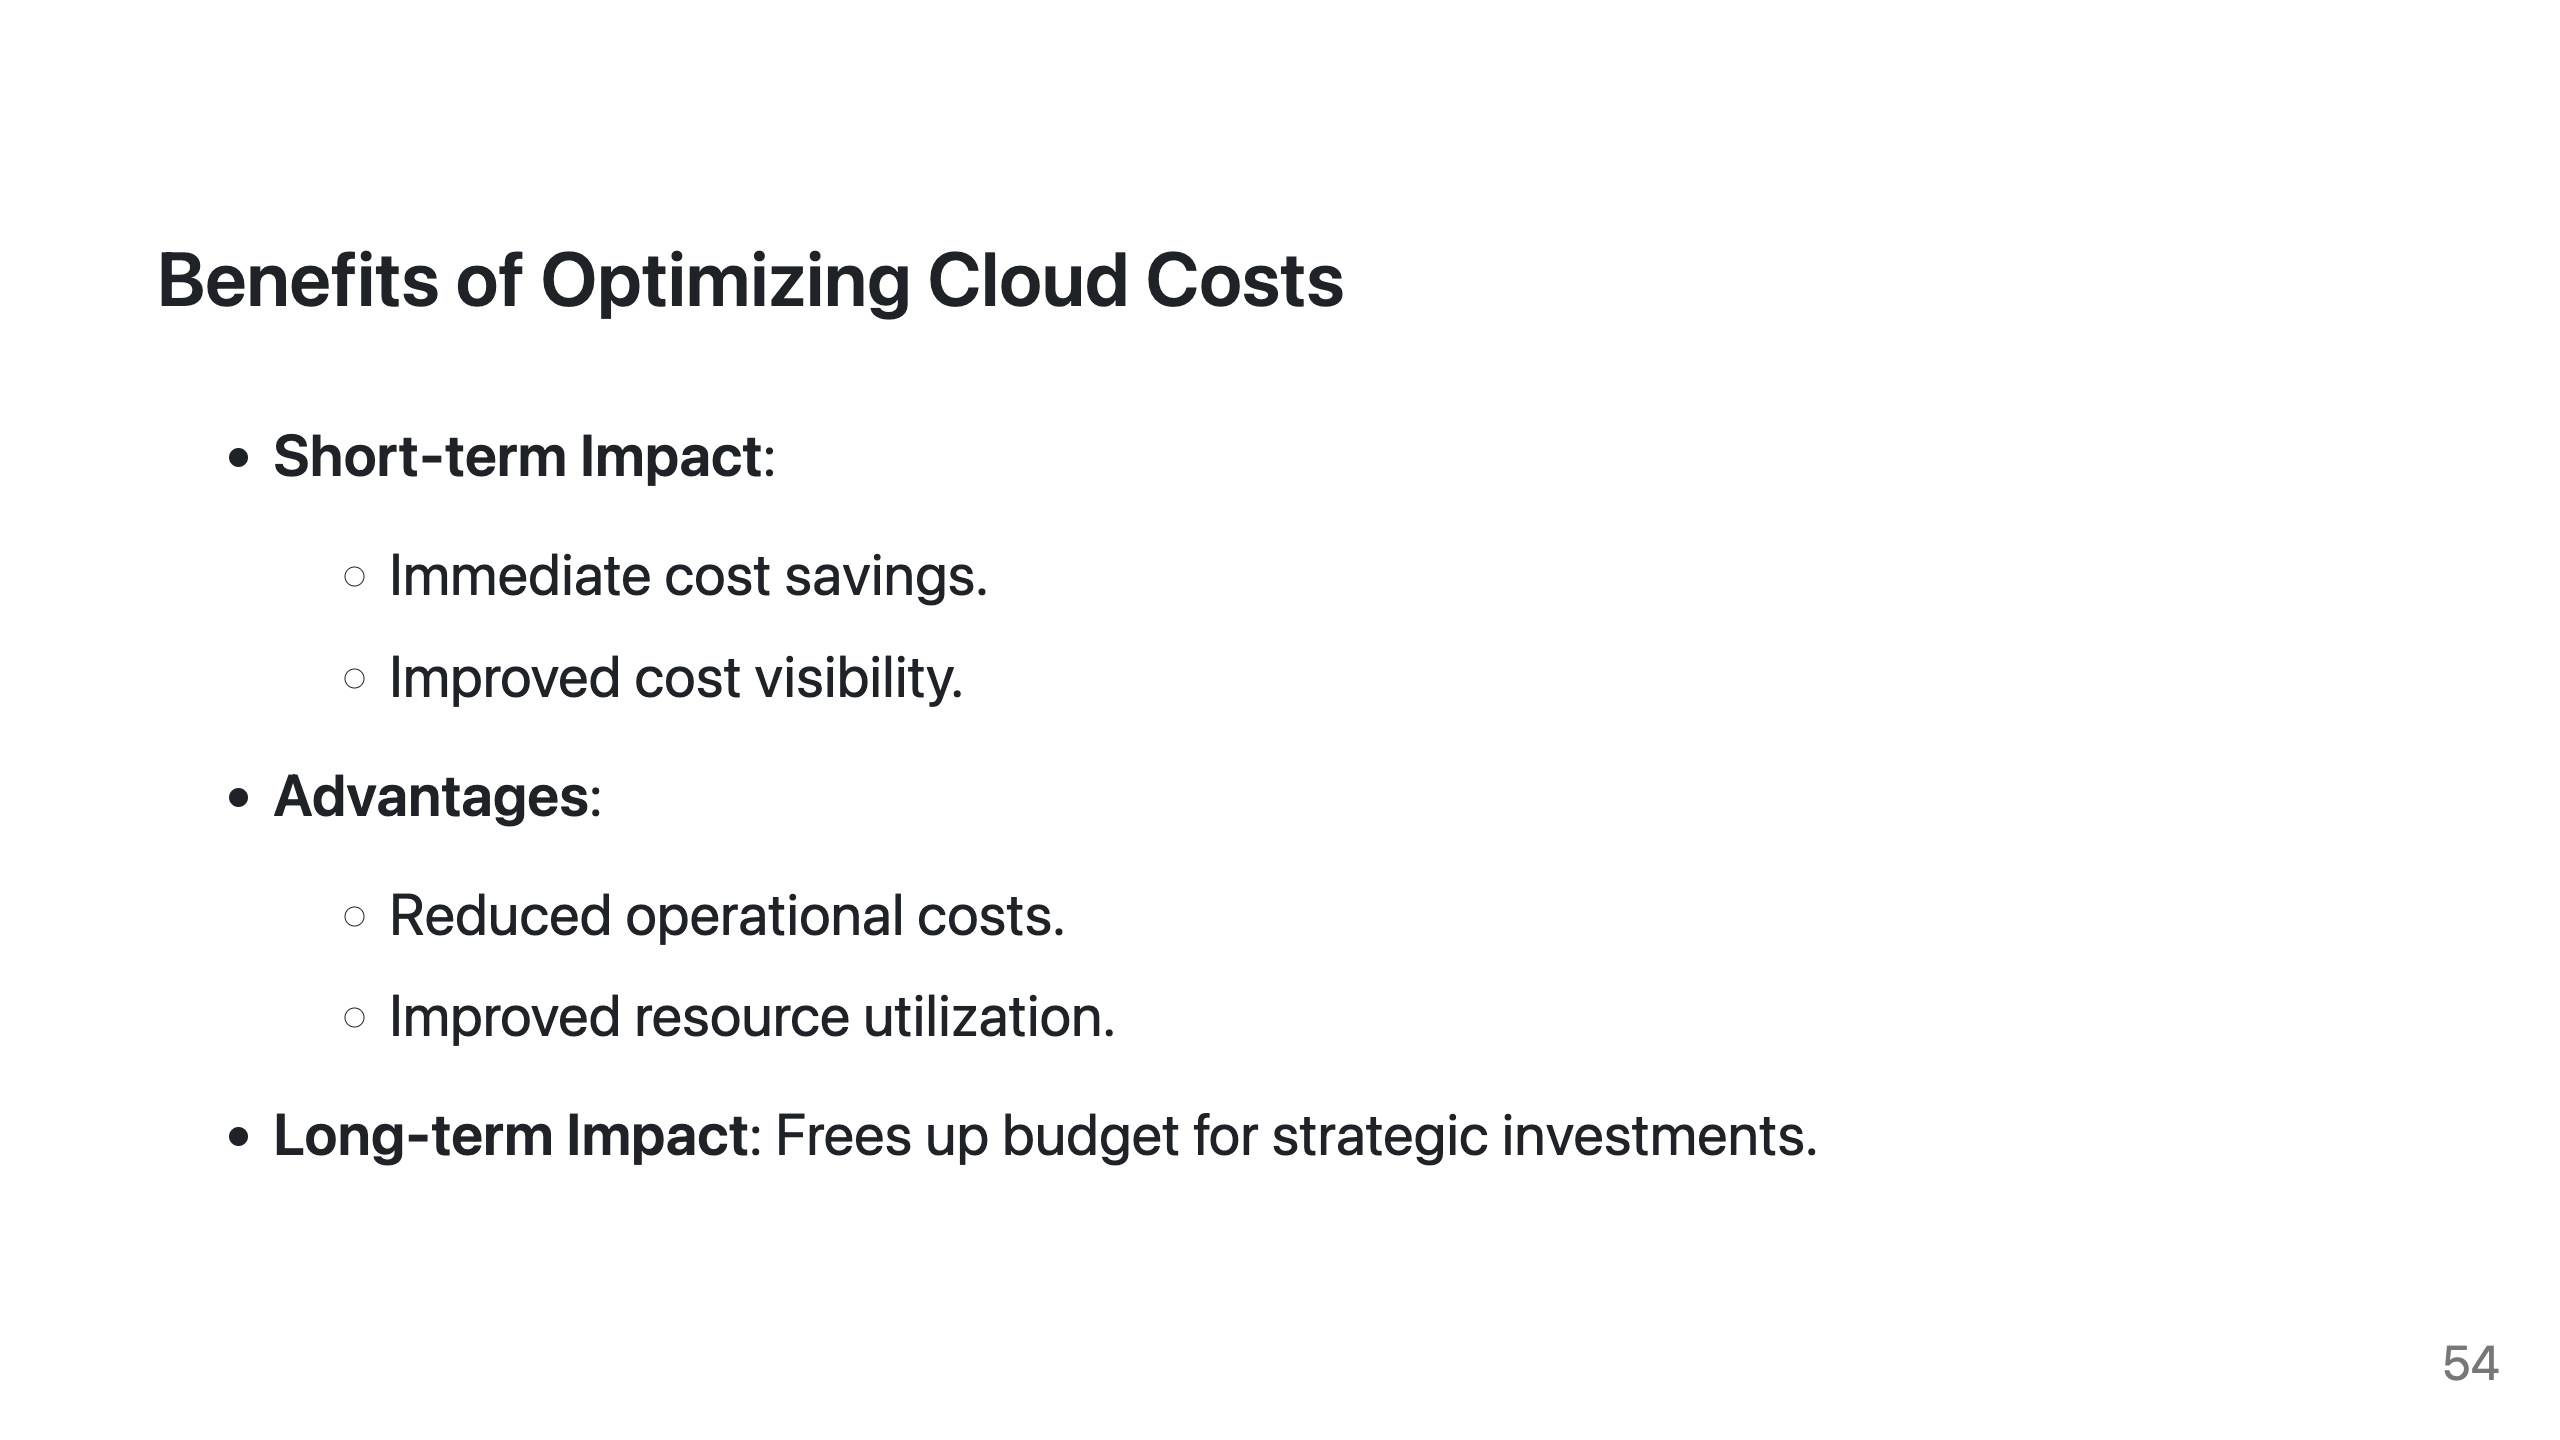 Benefits of Optimizing Cloud Costs
• Short-term Impact:
○ Immediate cost savings.
○ Improved cost visibility.
• Advantages:
○ Reduced operational costs.
○ Improved resource utilization.
• Long-term Impact: Frees up budget for strategic investments.
54